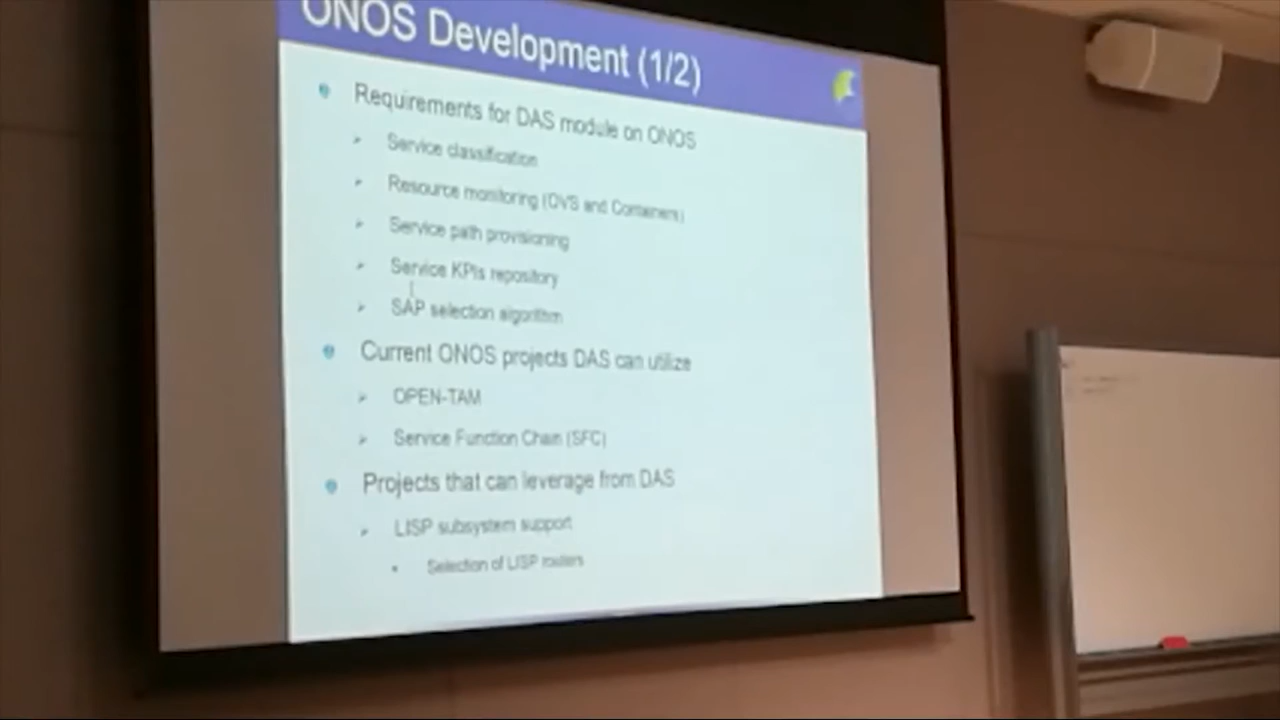 ONOS Development (1/2)
Requirements for DAS module on ONOS
Service classification
Resource monitoring (OVS and Containers)
Service path provisioning
Service KPIs repository
SAP selection algorithm
Current ONOS projects DAS can utilize
OPEN-TAM
Service Function Chain (SFC)
Projects that can leverage from DAS
LISP subsystem support
Selection of LISP routers